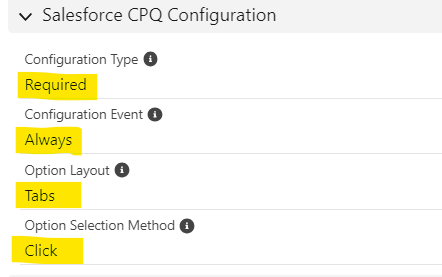 Salesforce CPQ Configuration
Configuration Type
Required
Configuration Event
Always
Option Layout
Tabs
Option Selection Method
Click